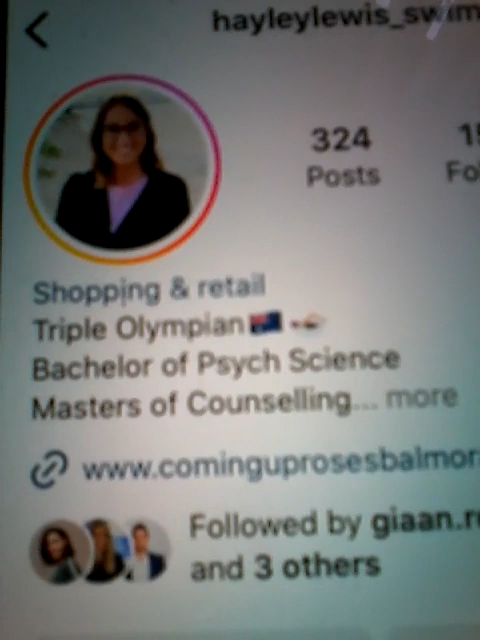 hayleylewis_swim
324
Posts
Shopping & retail
Triple Olympian
Bachelor of Psych Science
Masters of Counselling... more
www.cominguprosesbalmor
Followed by giaan.r
and 3 others